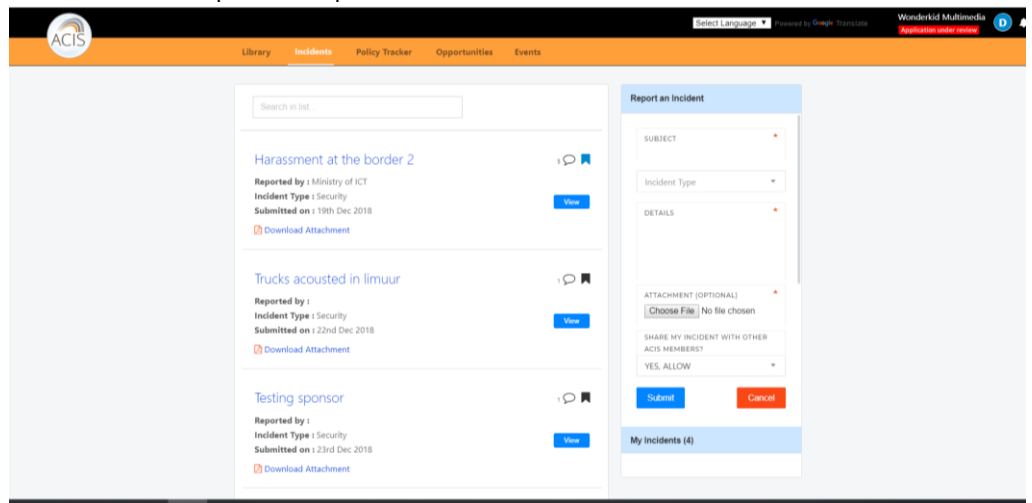 ACIS
Select Language ▼ Powered by Google Translate
Wonderkid Multimedia
Application under review
D
Library Incidents Policy Tracker Opportunities Events
Search in list...
Harassment at the border 2
Reported by : Ministry of ICT
Incident Type : Security
Submitted on : 19th Dec 2018
Download Attachment
View
Trucks acousted in limuur
1
Reported by :
Incident Type : Security
Submitted on : 22nd Dec 2018
Download Attachment
View
Testing sponsor
1
Reported by :
Incident Type : Security
Submitted on : 23rd Dec 2018
Download Attachment
View
Report an Incident
SUBJECT *
Incident Type
DETAILS *
ATTACHMENT (OPTIONAL) *
Choose File No file chosen
SHARE MY INCIDENT WITH OTHER
ACIS MEMBERS?
YES, ALLOW
Submit Cancel
My Incidents (4)